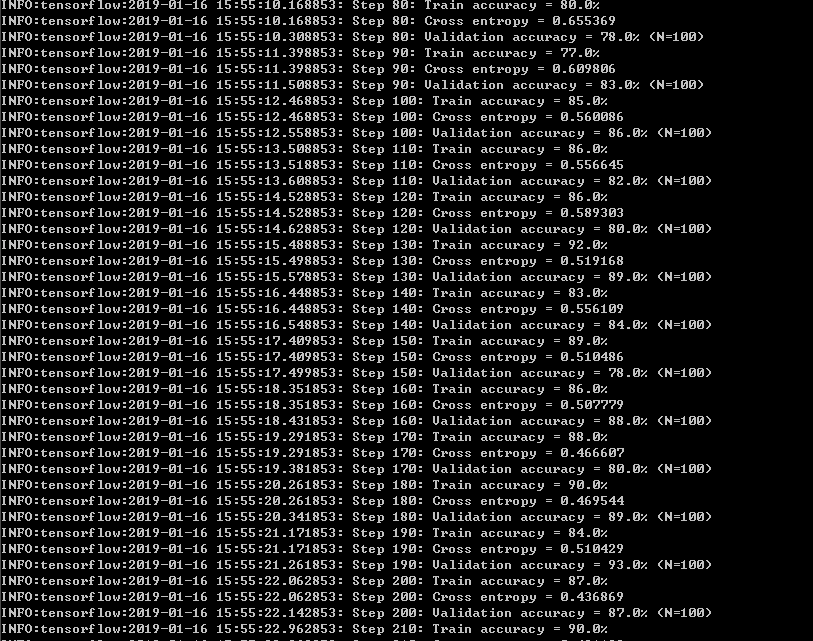 INFO:tensorflow:2019-01-16 15:55:10.168853: Step 80: Train accuracy = 80.0%
INFO:tensorflow:2019-01-16 15:55:10.168853: Step 80: Cross entropy = 0.655369
INFO:tensorflow:2019-01-16 15:55:10.308853: Step 80: Validation accuracy = 78.0% (N=100)
INFO:tensorflow:2019-01-16 15:55:11.398853: Step 90: Train accuracy = 77.0%
INFO:tensorflow:2019-01-16 15:55:11.398853: Step 90: Cross entropy = 0.609806
INFO:tensorflow:2019-01-16 15:55:11.508853: Step 90: Validation accuracy = 83.0% (N=100)
INFO:tensorflow:2019-01-16 15:55:12.468853: Step 100: Train accuracy = 85.0%
INFO:tensorflow:2019-01-16 15:55:12.468853: Step 100: Cross entropy = 0.560086
INFO:tensorflow:2019-01-16 15:55:12.558853: Step 100: Validation accuracy = 86.0% (N=100)
INFO:tensorflow:2019-01-16 15:55:13.508853: Step 110: Train accuracy = 86.0%
INFO:tensorflow:2019-01-16 15:55:13.518853: Step 110: Cross entropy = 0.556645
INFO:tensorflow:2019-01-16 15:55:13.608853: Step 110: Validation accuracy = 82.0% (N=100)
INFO:tensorflow:2019-01-16 15:55:14.528853: Step 120: Train accuracy = 86.0%
INFO:tensorflow:2019-01-16 15:55:14.528853: Step 120: Cross entropy = 0.589303
INFO:tensorflow:2019-01-16 15:55:14.628853: Step 120: Validation accuracy = 80.0% (N=100)
INFO:tensorflow:2019-01-16 15:55:15.488853: Step 130: Train accuracy = 92.0%
INFO:tensorflow:2019-01-16 15:55:15.498853: Step 130: Cross entropy = 0.519168
INFO:tensorflow:2019-01-16 15:55:15.578853: Step 130: Validation accuracy = 89.0% (N=100)
INFO:tensorflow:2019-01-16 15:55:16.448853: Step 140: Train accuracy = 83.0%
INFO:tensorflow:2019-01-16 15:55:16.448853: Step 140: Cross entropy = 0.556109
INFO:tensorflow:2019-01-16 15:55:16.548853: Step 140: Validation accuracy = 84.0% (N=100)
INFO:tensorflow:2019-01-16 15:55:17.409853: Step 150: Train accuracy = 89.0%
INFO:tensorflow:2019-01-16 15:55:17.409853: Step 150: Cross entropy = 0.510486
INFO:tensorflow:2019-01-16 15:55:17.499853: Step 150: Validation accuracy = 78.0% (N=100)
INFO:tensorflow:2019-01-16 15:55:18.351853: Step 160: Train accuracy = 86.0%
INFO:tensorflow:2019-01-16 15:55:18.351853: Step 160: Cross entropy = 0.507779
INFO:tensorflow:2019-01-16 15:55:18.431853: Step 160: Validation accuracy = 88.0% (N=100)
INFO:tensorflow:2019-01-16 15:55:19.291853: Step 170: Train accuracy = 88.0%
INFO:tensorflow:2019-01-16 15:55:19.291853: Step 170: Cross entropy = 0.466607
INFO:tensorflow:2019-01-16 15:55:19.381853: Step 170: Validation accuracy = 80.0% (N=100)
INFO:tensorflow:2019-01-16 15:55:20.261853: Step 180: Train accuracy = 90.0%
INFO:tensorflow:2019-01-16 15:55:20.261853: Step 180: Cross entropy = 0.469544
INFO:tensorflow:2019-01-16 15:55:20.341853: Step 180: Validation accuracy = 89.0% (N=100)
INFO:tensorflow:2019-01-16 15:55:21.171853: Step 190: Train accuracy = 84.0%
INFO:tensorflow:2019-01-16 15:55:21.171853: Step 190: Cross entropy = 0.510429
INFO:tensorflow:2019-01-16 15:55:21.261853: Step 190: Validation accuracy = 93.0% (N=100)
INFO:tensorflow:2019-01-16 15:55:22.062853: Step 200: Train accuracy = 87.0%
INFO:tensorflow:2019-01-16 15:55:22.062853: Step 200: Cross entropy = 0.436869
INFO:tensorflow:2019-01-16 15:55:22.142853: Step 200: Validation accuracy = 87.0% (N=100)
INFO:tensorflow:2019-01-16 15:55:22.962853: Step 210: Train accuracy = 90.0%